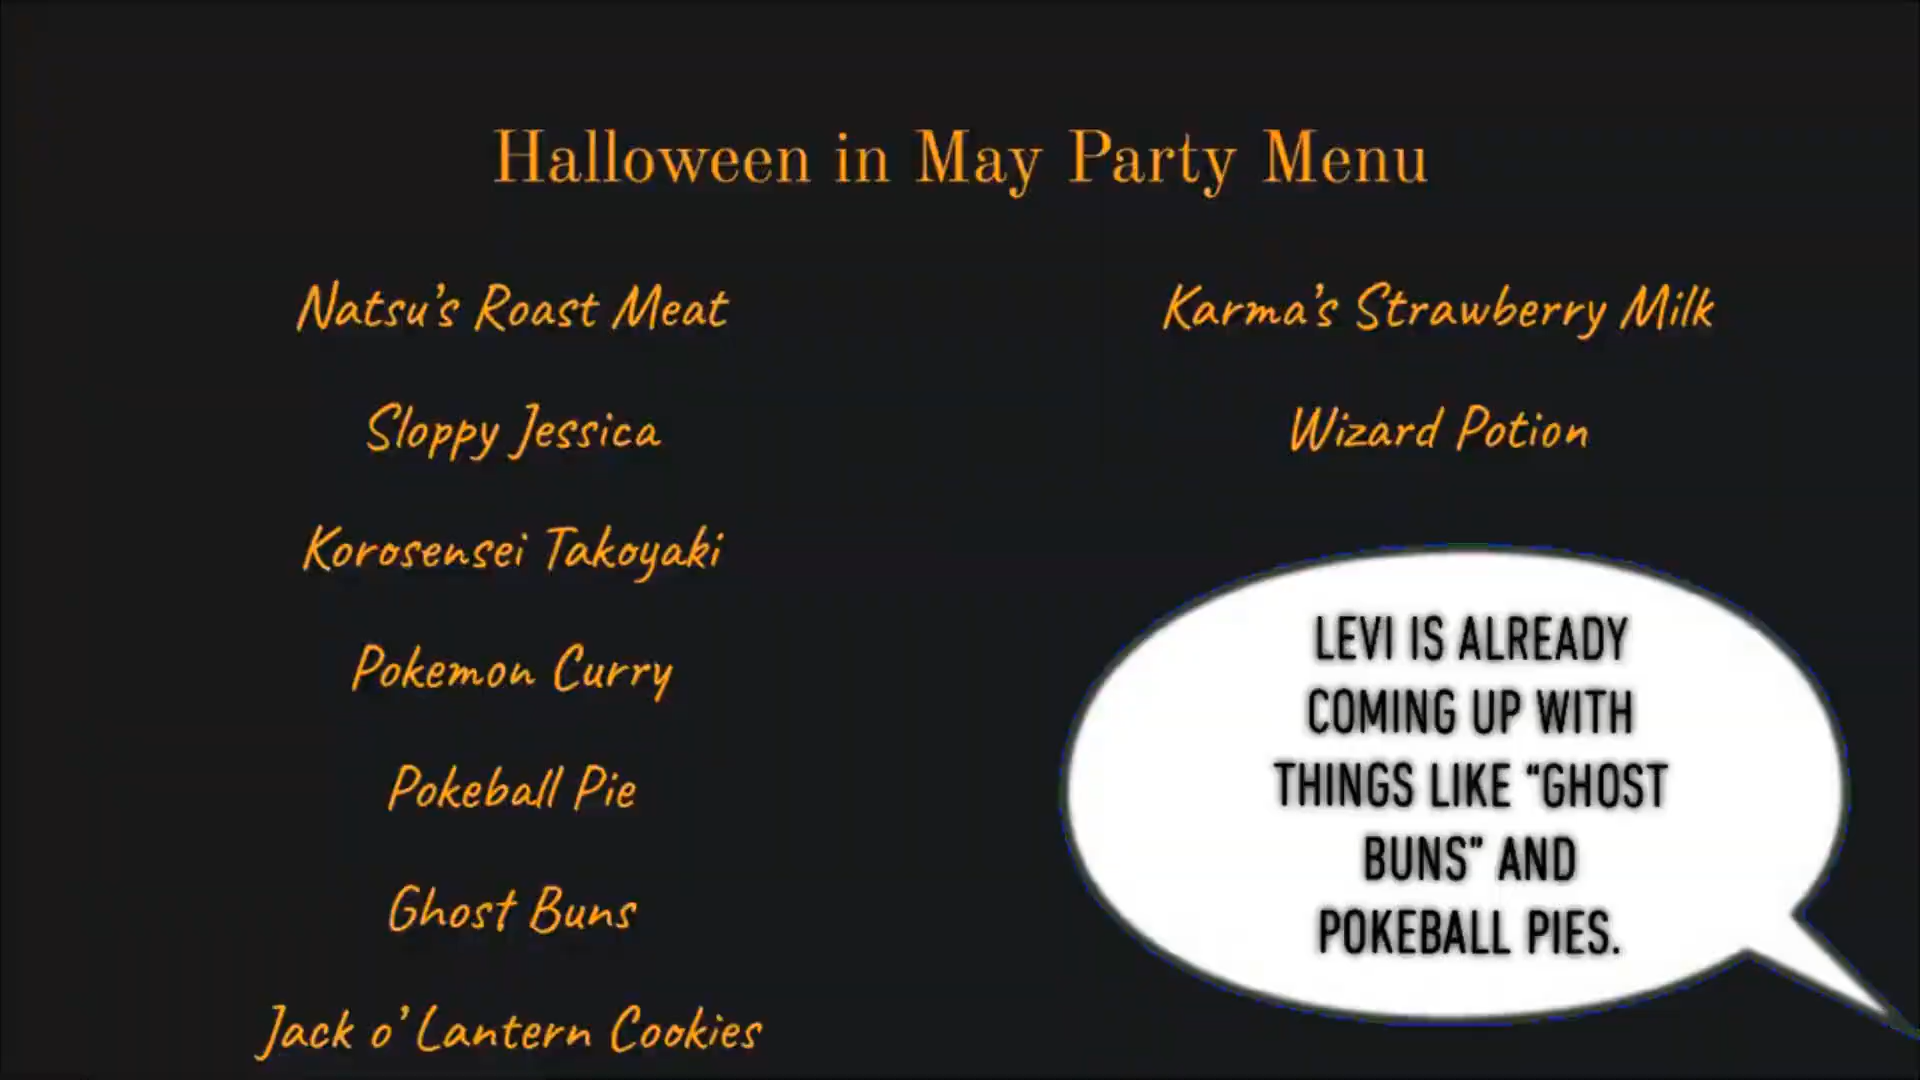 Halloween in May Party Menu
Natsu's Roast Meat
Sloppy Jessica
Korosensei Takoyaki
Pokemon Curry
Pokeball Pie
Ghost Buns
Jack o' Lantern Cookies
Karma's Strawberry Milk
Wizard Potion
LEVI IS ALREADY
COMING UP WITH
THINGS LIKE “GHOST
BUNS” AND
POKEBALL PIES.